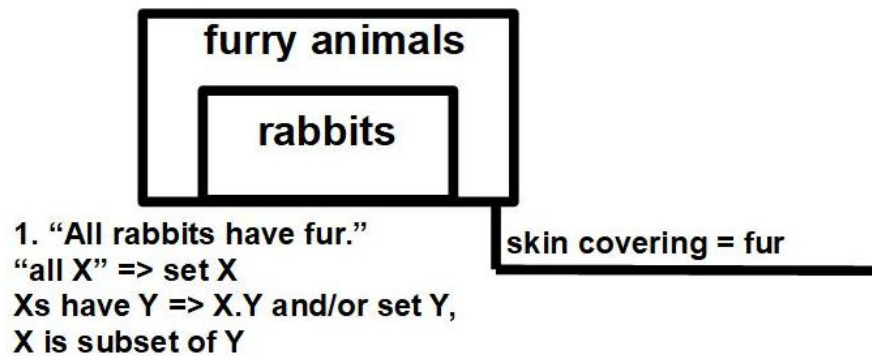 furry animals
rabbits
1. “All rabbits have fur.”
“all X” => set X
Xs have Y => X.Y and/or set Y,
X is subset of Y
skin covering = fur